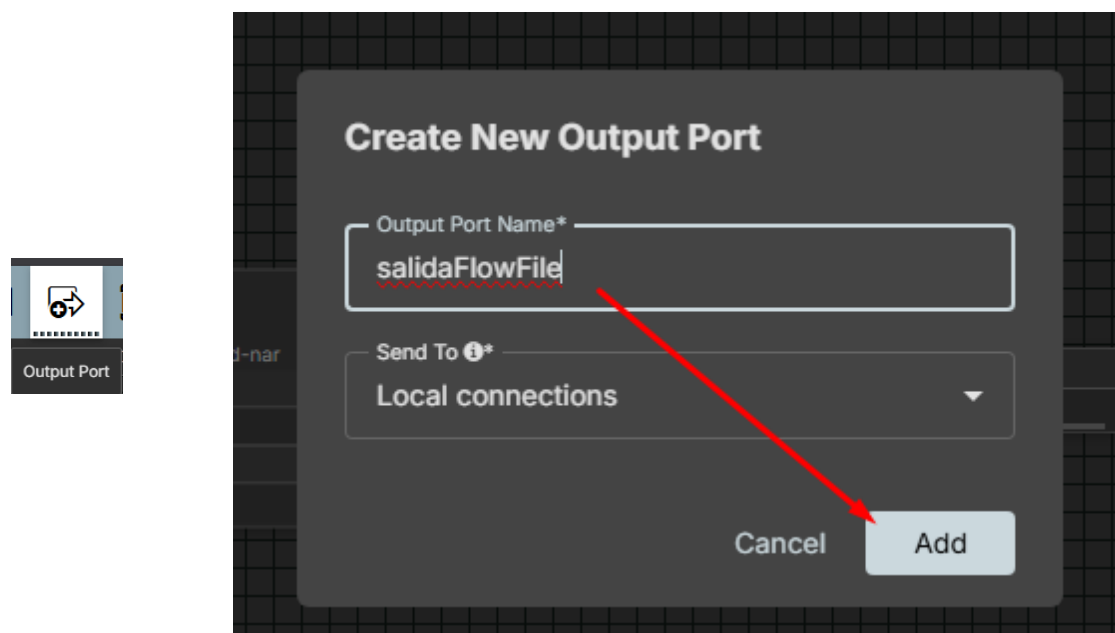 Output Port
Create New Output Port
Output Port Name*
salidaFlowFile
d-nar
Send To *
Local connections
Cancel
Add